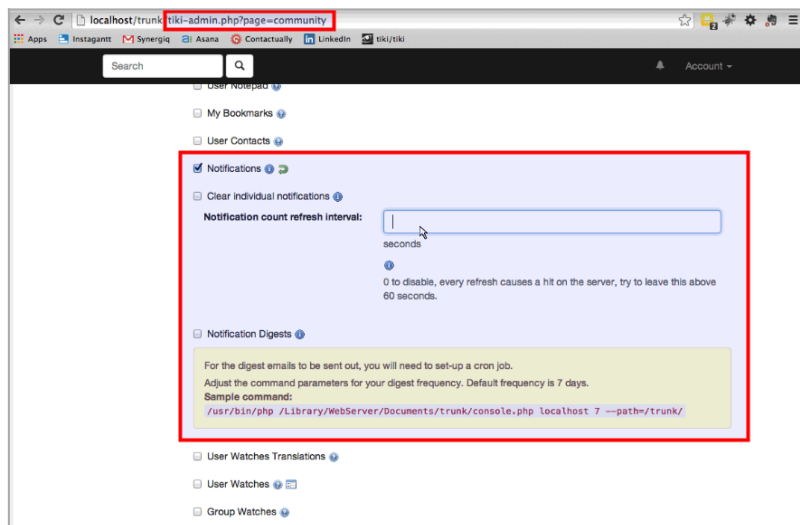 localhost/trunk/tiki-admin.php?page=community
2
Apps Instagantt Synergiq Asana Contactually LinkedIn tiki/tiki
Search Account
User Notepad
My Bookmarks
User Contacts
Notifications
Clear individual notifications
Notification count refresh interval:
seconds
0 to disable, every refresh causes a hit on the server, try to leave this above
60 seconds.
Notification Digests
For the digest emails to be sent out, you will need to set-up a cron job.
Adjust the command parameters for your digest frequency. Default frequency is 7 days.
Sample command:
/usr/bin/php /Library/WebServer/Documents/trunk/console.php localhost 7 --path=/trunk/
User Watches Translations
User Watches
Group Watches